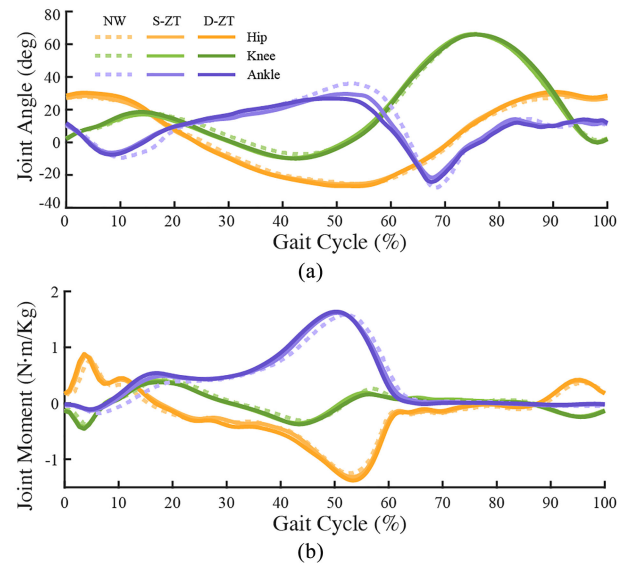 NW S-ZT D-ZT
Hip
Knee
Ankle
80
60
40
20
0
-20
-40
Joint Angle (deg)
0 10 20 30 40 50 60 70 80 90 100
Gait Cycle (%)
(a)
2
1
0
-1
Joint Moment (N·m/Kg)
0 10 20 30 40 50 60 70 80 90 100
Gait Cycle (%)
(b)